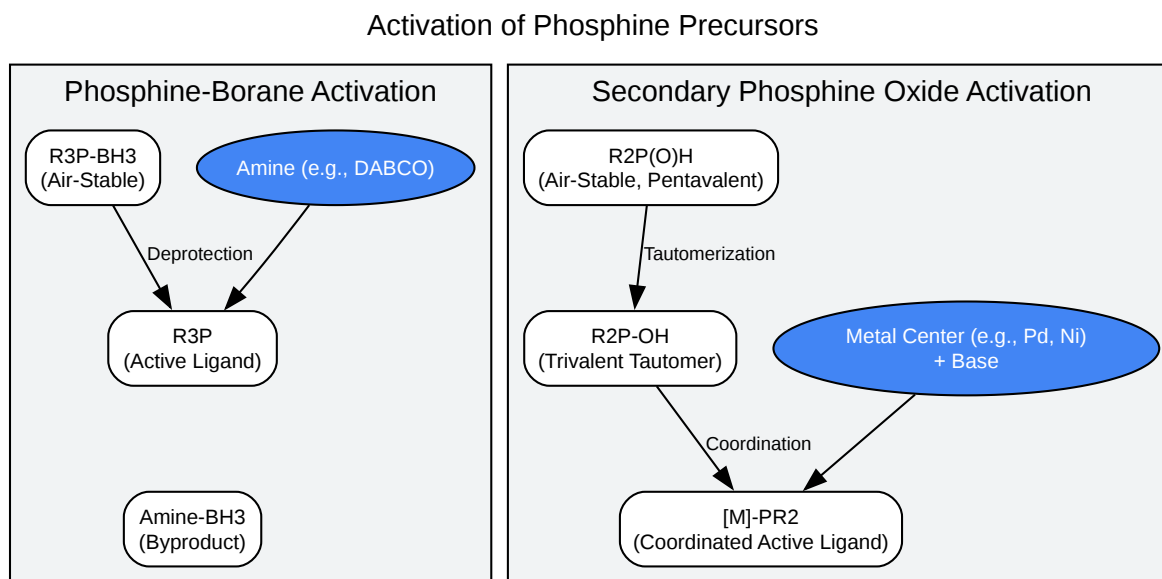 Activation of Phosphine Precursors
Phosphine-Borane Activation
R3P-BH3
(Air-Stable)
Amine (e.g., DABCO)
Deprotection
R3P
(Active Ligand)
Amine-BH3
(Byproduct)
Secondary Phosphine Oxide Activation
R2P(O)H
(Air-Stable, Pentavalent)
Tautomerization
R2P-OH
(Trivalent Tautomer)
Metal Center (e.g., Pd, Ni)
+ Base
Coordination
[M]-PR2
(Coordinated Active Ligand)